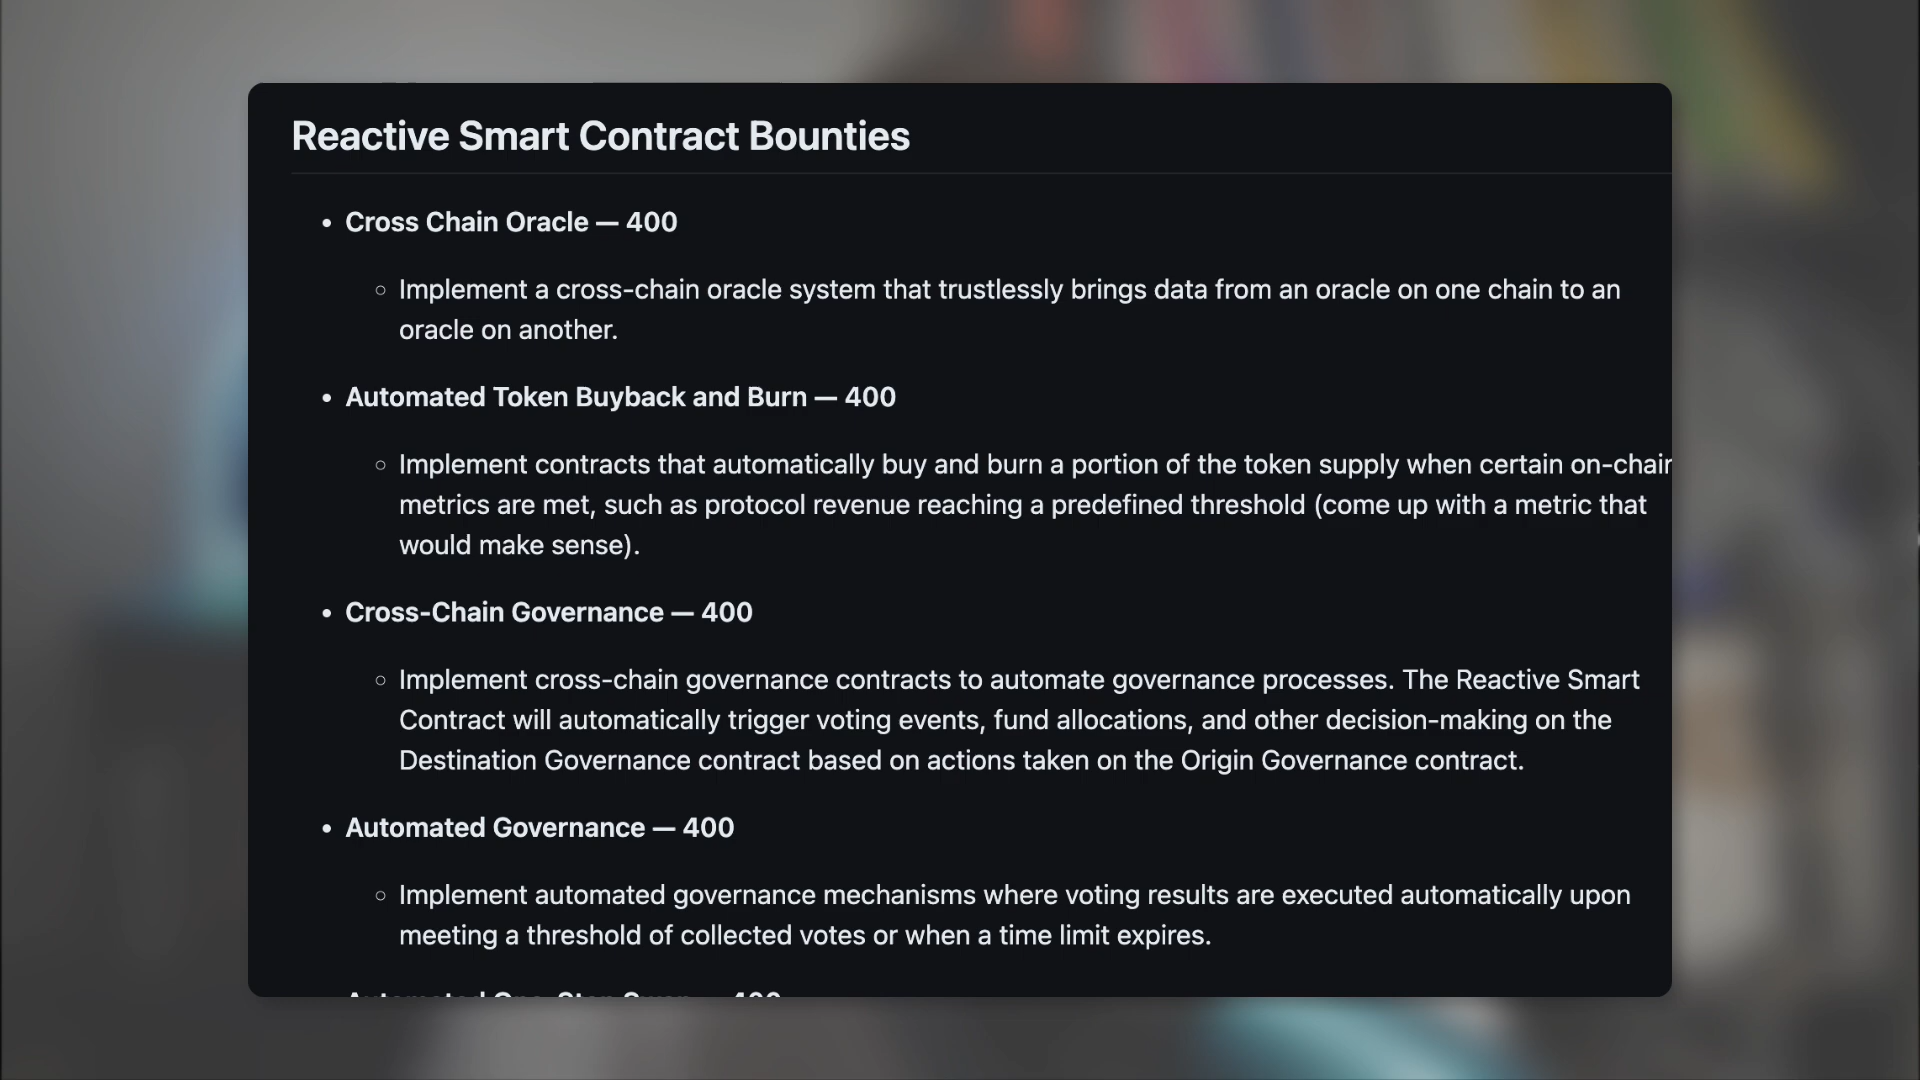 Reactive Smart Contract Bounties
• Cross Chain Oracle — 400
○ Implement a cross-chain oracle system that trustlessly brings data from an oracle on one chain to an
oracle on another.
• Automated Token Buyback and Burn — 400
○ Implement contracts that automatically buy and burn a portion of the token supply when certain on-chain
metrics are met, such as protocol revenue reaching a predefined threshold (come up with a metric that
would make sense).
• Cross-Chain Governance — 400
○ Implement cross-chain governance contracts to automate governance processes. The Reactive Smart
Contract will automatically trigger voting events, fund allocations, and other decision-making on the
Destination Governance contract based on actions taken on the Origin Governance contract.
• Automated Governance — 400
○ Implement automated governance mechanisms where voting results are executed automatically upon
meeting a threshold of collected votes or when a time limit expires.